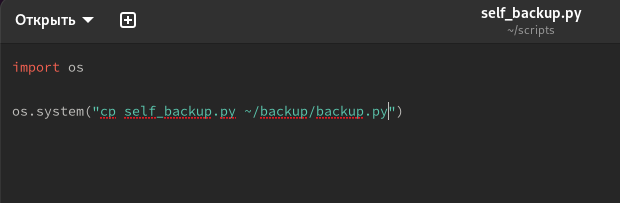 Открыть
self_backup.py
~/scripts
import os
os.system("cp self_backup.py ~/backup/backup.py")